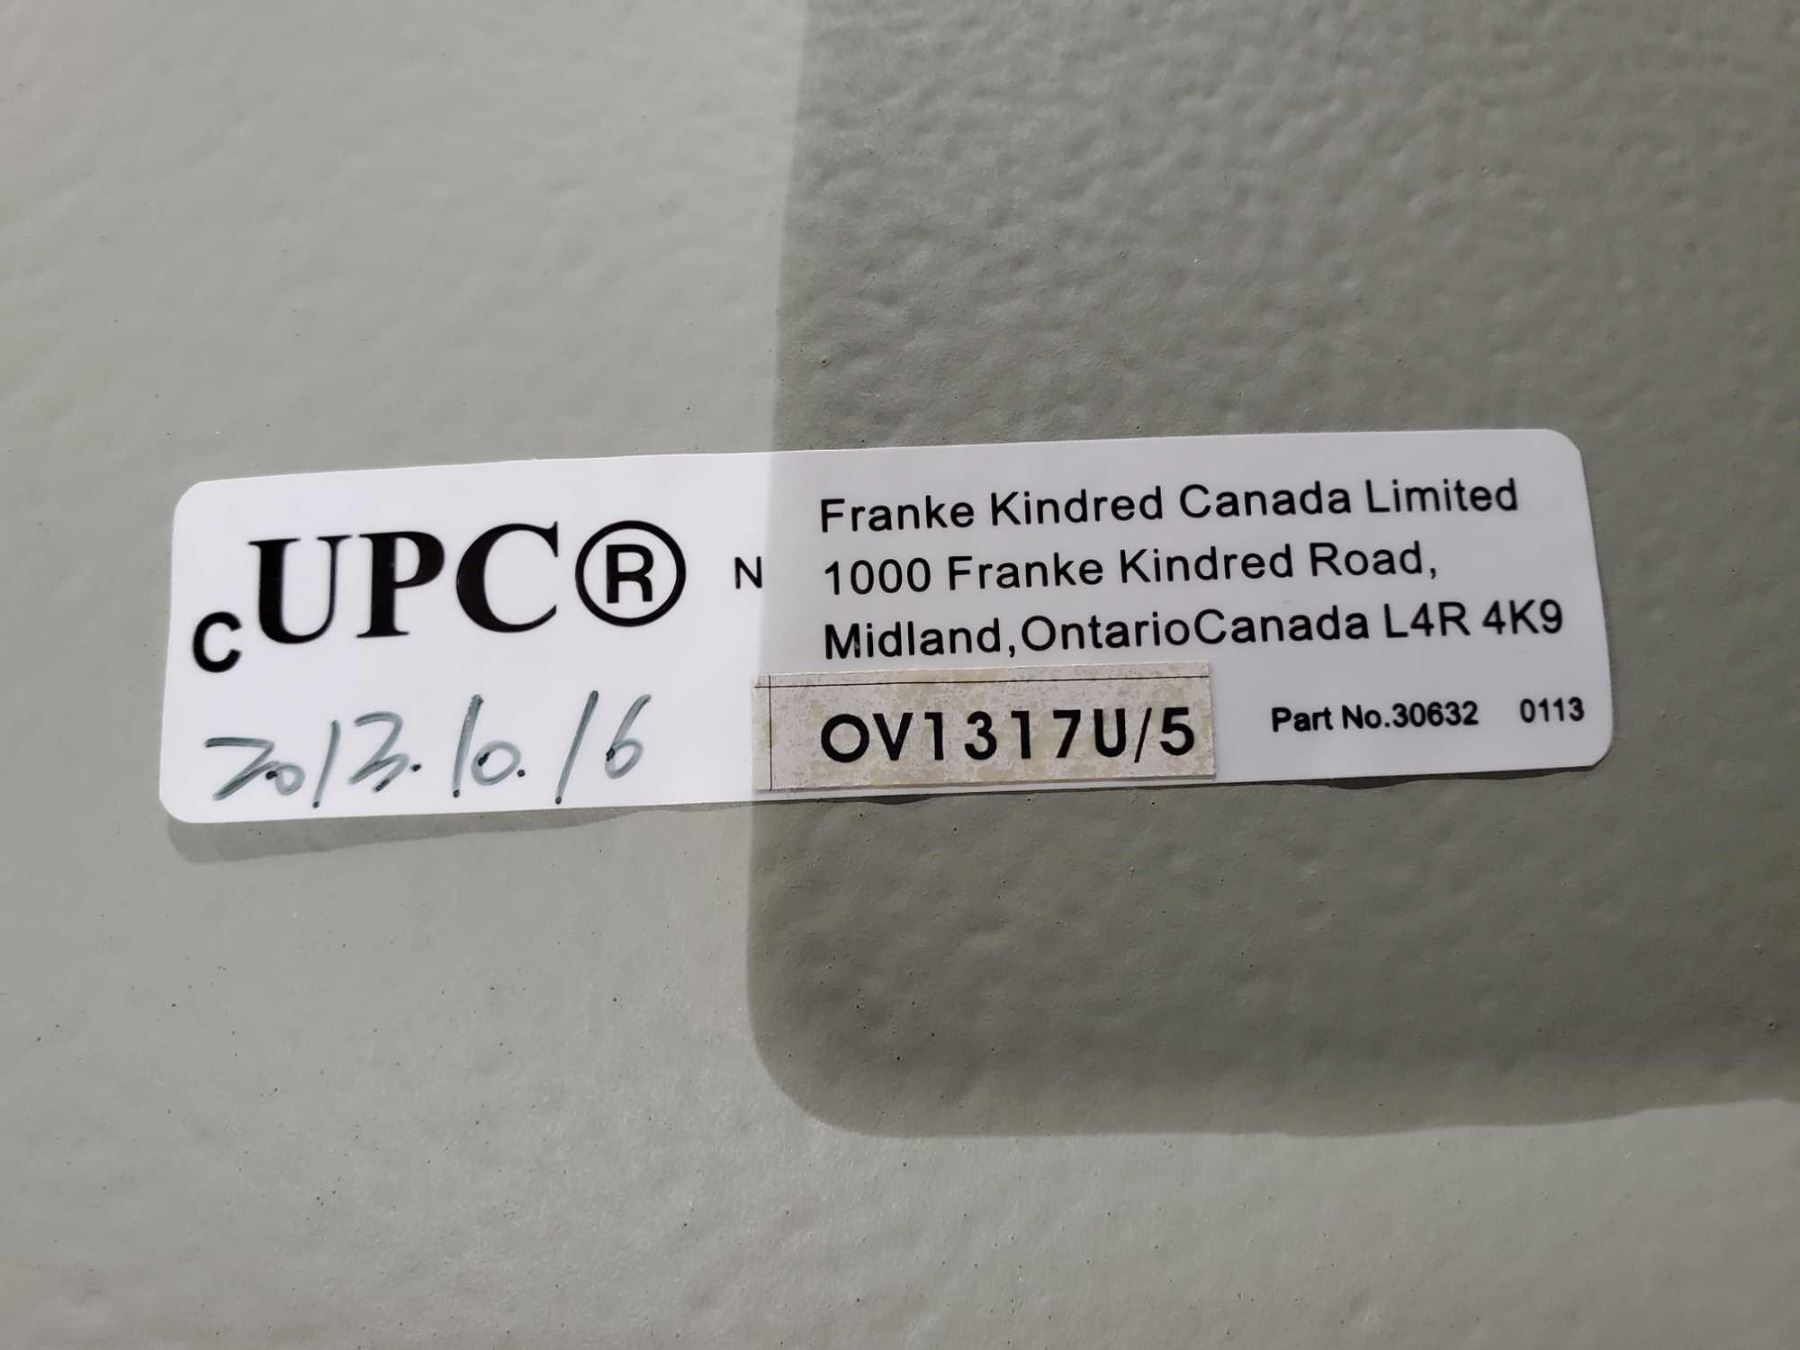 cUPC® N
2013.10.16
Franke Kindred Canada Limited
1000 Franke Kindred Road,
Midland,OntarioCanada L4R 4K9
OV1317U/5
Part No.30632 0113